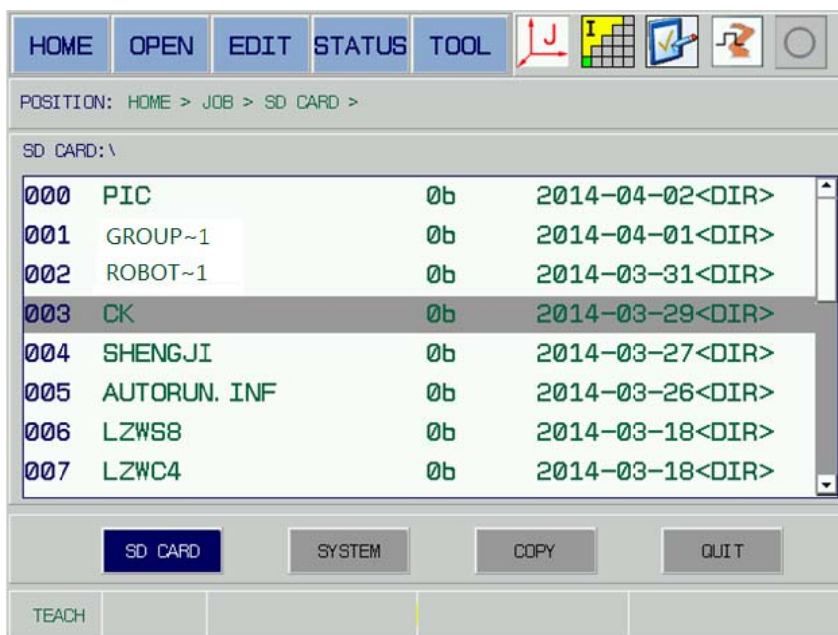 HOME OPEN EDIT STATUS TOOL J I
POSITION: HOME > JOB > SD CARD >
SD CARD:\
000 PIC 0b 2014-04-02<DIR>
001 GROUP~1 0b 2014-04-01<DIR>
002 ROBOT~1 0b 2014-03-31<DIR>
003 CK 0b 2014-03-29<DIR>
004 SHENGJI 0b 2014-03-27<DIR>
005 AUTORUN.INF 0b 2014-03-26<DIR>
006 LZWS8 0b 2014-03-18<DIR>
007 LZWC4 0b 2014-03-18<DIR>
SD CARD SYSTEM COPY QUIT
TEACH